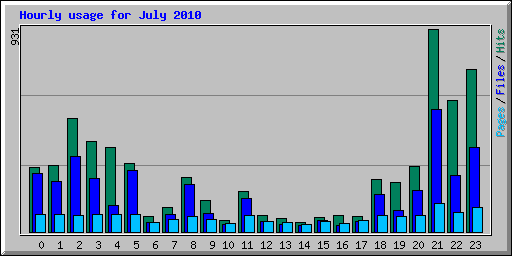 Hourly usage for July 2010
931
Pages/Files/Hits
0 1 2 3 4 5 6 7 8 9 10 11 12 13 14 15 16 17 18 19 20 21 22 23